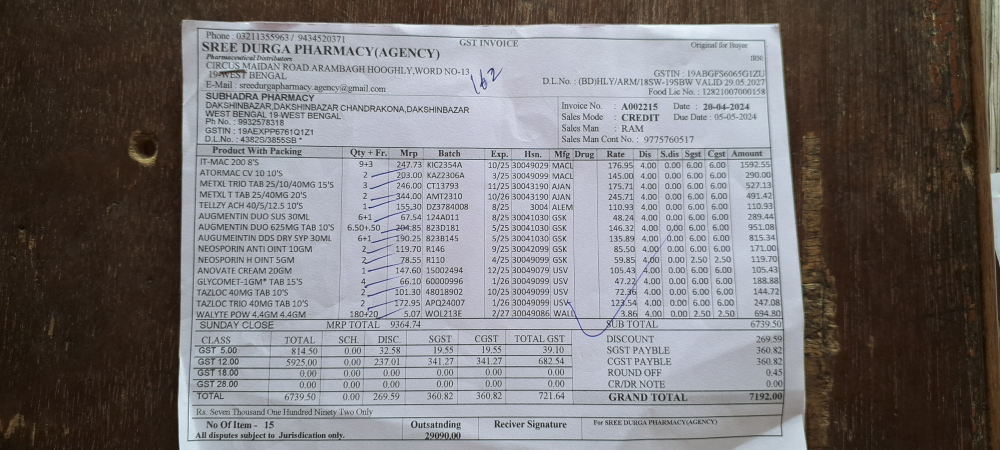 Phone : 03211355963/ 9434520371 GST INVOICE Original for Buyer
SREE DURGA PHARMACY(AGENCY) IRN:
Pharmaceutical Distributors
CIRCUS MAIDAN ROAD ARAMBAGH HOOGHLY,WORD NO-13 162 GSTIN : 19ABGFS6065G1ZU
19-WEST BENGAL D.L.No. : (BD)HLY/ARM/18SW-19SBW VALID 29.05.2027
E-Mail : sreedurgapharmacy.agency@gmail.com Food Lic No. : 12821007000158
SUBHADRA PHARMACY
DAKSHINBAZAR,DAKSHINBAZAR CHANDRAKONA,DAKSHINBAZAR Invoice No. : A002215 Date : 20-04-2024
WEST BENGAL 19-WEST BENGAL Sales Mode : CREDIT Due Date : 05-05-2024
Ph No. : 9932578318 Sales Man : RAM
GSTIN : 19AEXPP6761Q1Z1 Sales Man Cont No. : 9775760517
D.L.No. : 4382S/3855SB *
Product With Packing Qty + Fr. Mrp Batch Exp. Hsn. Mfg Drug Rate Dis S.dis Sgst Cgst Amount
IT-MAC 200 8'S 9+3 247.73 KIC2354A 10/25 30049029 MACL 176.95 4.00 0.00 6.00 6.00 1592.55
ATORMAC CV 10 10'S 2 203.00 KAZ2306A 3/25 30049099 MACL 145.00 4.00 0.00 6.00 6.00 290.00
METXL TRIO TAB 25/10/40MG 15'S 3 246.00 CT13793 11/25 30043190 AJAN 175.71 4.00 0.00 6.00 6.00 527.13
METXL T TAB 25/40MG 20'S 2 344.00 AMT2310 10/26 30043190 AJAN 245.71 4.00 0.00 6.00 6.00 491.42
TELLZY ACH 40/5/12.5 10'S 1 155.30 DZ3784008 8/25 3004 ALEM 110.93 4.00 0.00 6.00 6.00 110.93
AUGMENTIN DUO SUS 30ML 6+1 67.54 124A011 8/25 30041030 GSK 48.24 4.00 0.00 6.00 6.00 289.44
AUGMENTIN DUO 625MG TAB 10'S 6.50+.50 204.85 823D181 5/25 30041030 GSK 146.32 4.00 0.00 6.00 6.00 951.08
AUGUMEINTIN DDS DRY SYP 30ML 6+1 190.25 823B145 5/25 30041030 GSK 135.89 4.00 0.00 6.00 6.00 815.34
NEOSPORIN ANTI OINT 10GM 2 119.70 R146 9/25 30042099 GSK 85.50 4.00 0.00 6.00 6.00 171.00
NEOSPORIN H OINT 5GM 2 78.55 R110 4/25 30049099 GSK 59.85 4.00 0.00 2.50 2.50 119.70
ANOVATE CREAM 20GM 1 147.60 15002494 12/25 30049079 USV 105.43 4.00 0.00 6.00 6.00 105.43
GLYCOMET-1GM* TAB 15'S 4 66.10 60000996 1/26 30049099 USV 47.22 4.00 0.00 6.00 6.00 188.88
TAZLOC 40MG TAB 10'S 2 101.30 48018902 10/25 30049099 USV 72.36 4.00 0.00 6.00 6.00 144.72
TAZLOC TRIO 40MG TAB 10'S 2 172.95 APQ24007 1/26 30049099 USV 123.54 4.00 0.00 6.00 6.00 247.08
WALYTE POW 4.4GM 4.4GM 180+20 5.07 WOL213E 2/27 30049086 WALL 3.86 4.00 0.00 2.50 2.50 694.80
SUNDAY CLOSE MRP TOTAL 9364.74 SUB TOTAL 6739.50
CLASS TOTAL SCH. DISC. SGST CGST TOTAL GST DISCOUNT 269.59
GST 5.00 814.50 0.00 32.58 19.55 19.55 39.10 SGST PAYBLE 360.82
GST 12.00 5925.00 0.00 237.01 341.27 341.27 682.54 CGST PAYBLE 360.82
GST 18.00 0.00 0.00 0.00 0.00 0.00 0.00 ROUND OFF 0.45
GST 28.00 0.00 0.00 0.00 0.00 0.00 0.00 CR/DR NOTE 0.00
TOTAL 6739.50 0.00 269.59 360.82 360.82 721.64 GRAND TOTAL 7192.00
Rs. Seven Thousand One Hundred Ninety Two Only
No Of Item - 15 Outsatnding Reciver Signature For SREE DURGA PHARMACY(AGENCY)
All disputes subject to Jurisdication only. 29090.00